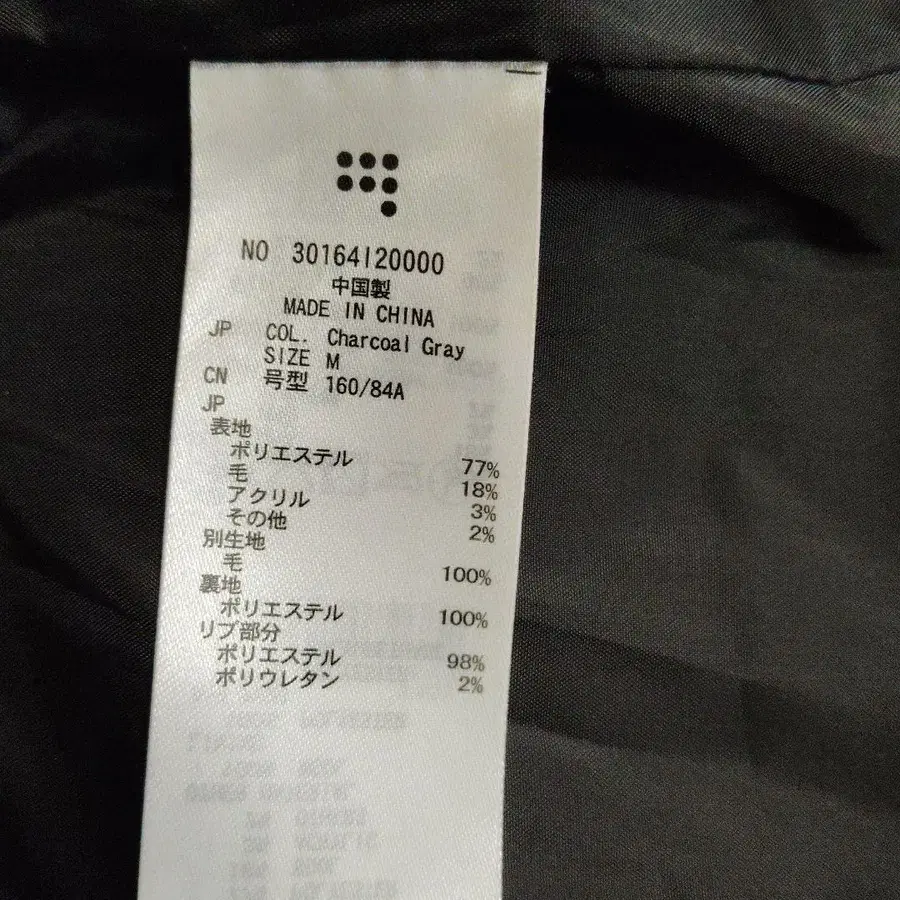 NO 30164I20000
中国製
MADE IN CHINA
JP COL. Charcoal Gray
SIZE M
CN 号型 160/84A
JP
表地
ポリエステル 77%
毛 18%
アクリル 3%
その他 2%
別生地
毛 100%
裏地
ポリエステル 100%
リブ部分
ポリエステル 98%
ポリウレタン 2%